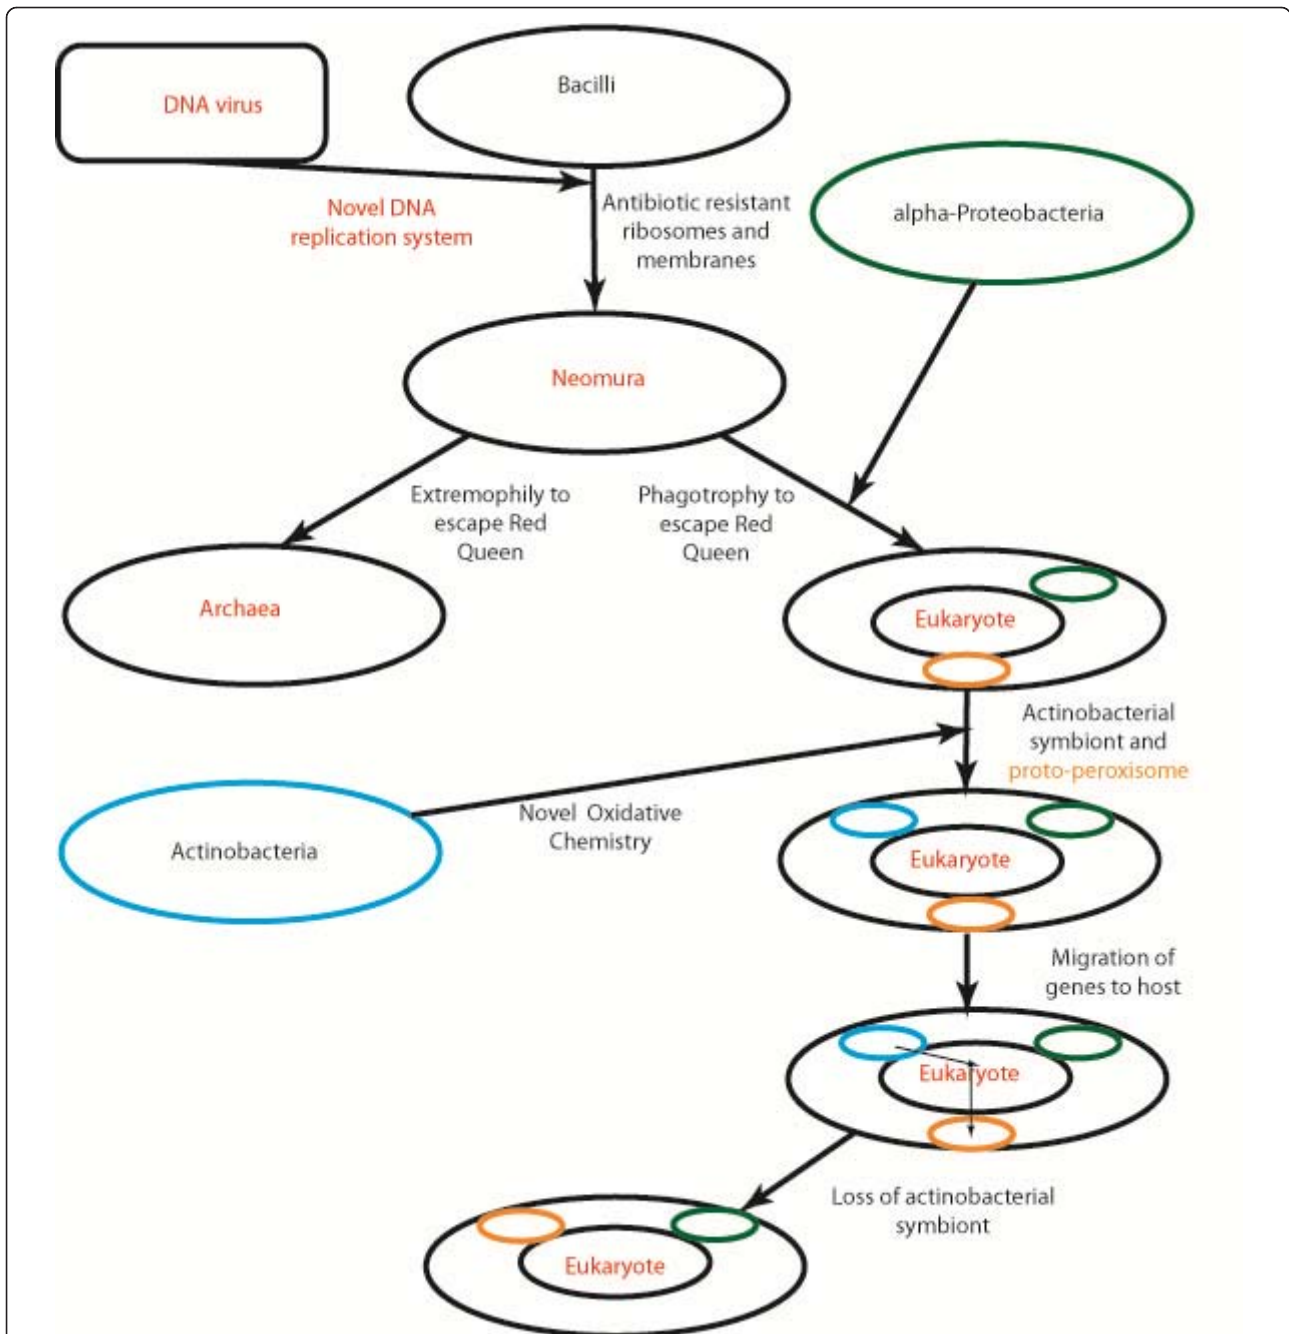 DNA virus
Bacilli
Novel DNA
replication system
Antibiotic resistant
ribosomes and
membranes
alpha-Proteobacteria
Neomura
Extremophily to
escape Red
Queen
Phagotrophy to
escape Red
Queen
Archaea
Eukaryote
Actinobacterial
symbiont and
proto-peroxisome
Actinobacteria
Novel Oxidative
Chemistry
Eukaryote
Migration of
genes to host
Eukaryote
Loss of actinobacterial
symbiont
Eukaryote